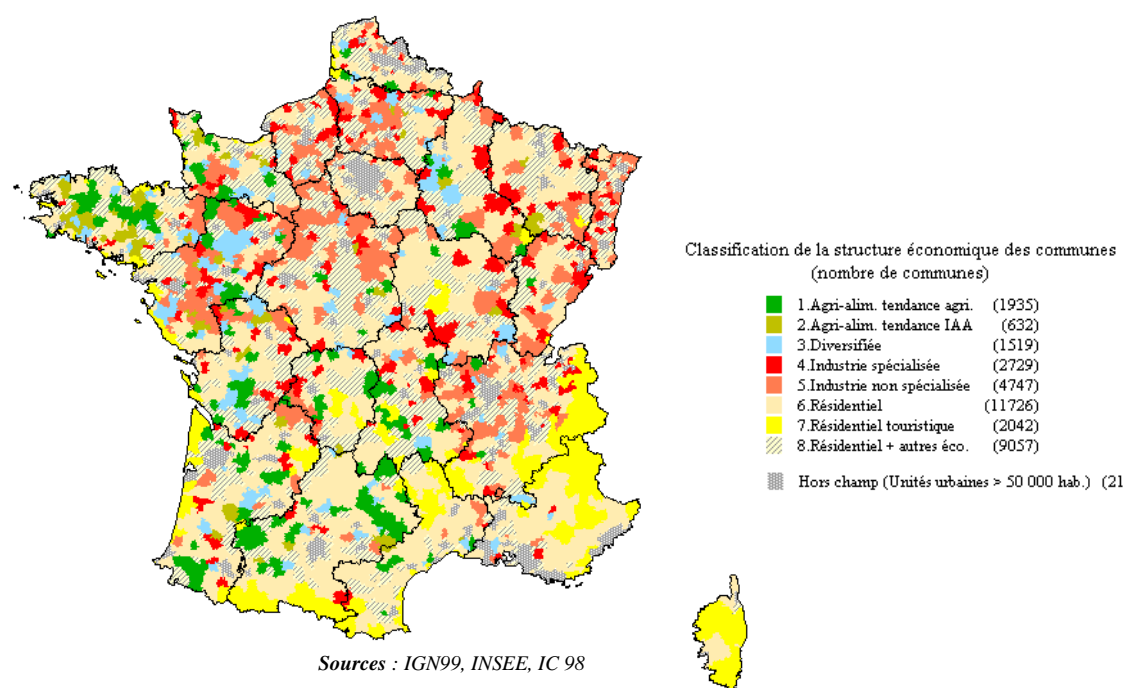 Classification de la structure économique des communes
(nombre de communes)
1.Agri-alim. tendance agri. (1935)
2.Agri-alim. tendance IAA (632)
3.Diversifiée (1519)
4.Industrie spécialisée (2729)
5.Industrie non spécialisée (4747)
6.Résidentiel (11726)
7.Résidentiel touristique (2042)
8.Résidentiel + autres éco. (9057)
Hors champ (Unités urbaines > 50 000 hab.) (21
Sources : IGN99, INSEE, IC 98